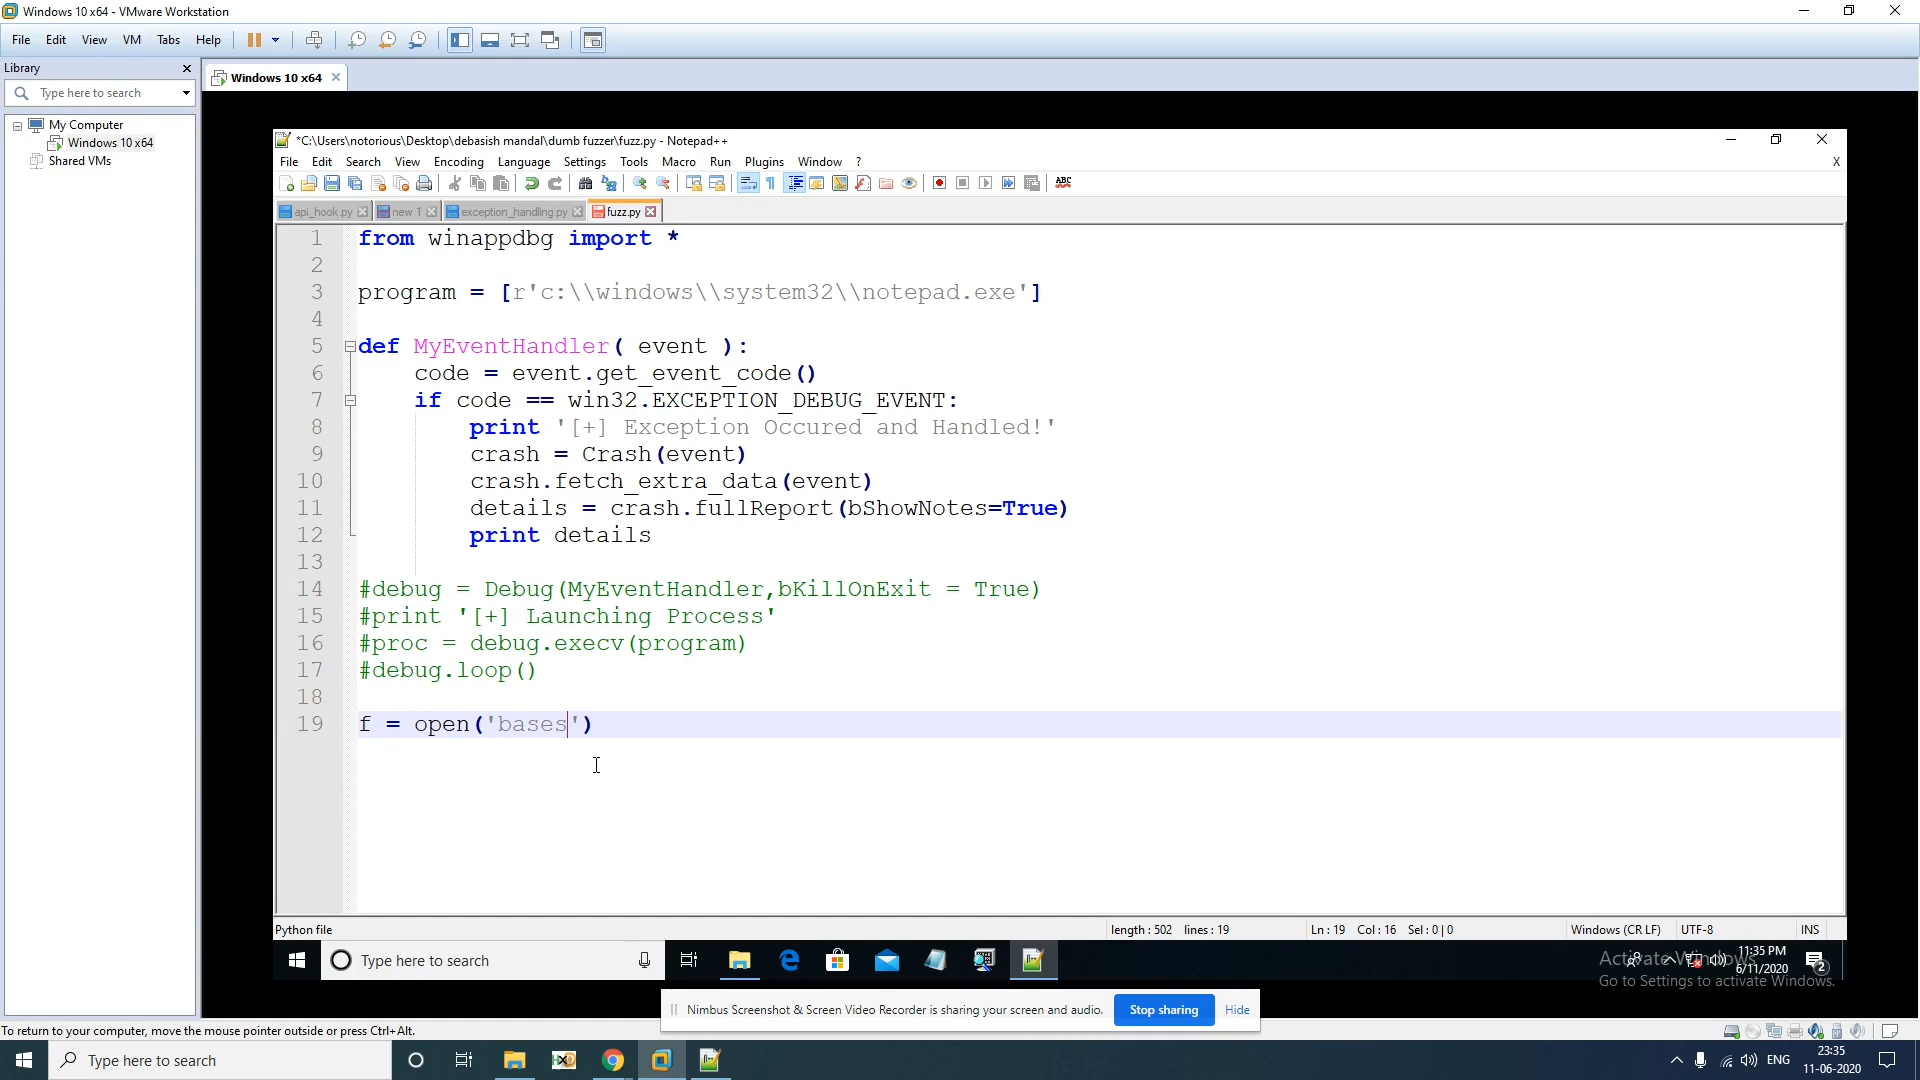 Windows 10 x64 - VMware Workstation
File Edit View VM Tabs Help
Library
Windows 10 x64
Type here to search
My Computer
Windows 10 x64
Shared VMs
*C:\Users\notorious\Desktop\debasish mandal\dumb fuzzer\fuzz.py - Notepad++
File Edit Search View Encoding Language Settings Tools Macro Run Plugins Window ?
X
ABC
api_hook.py new 1 exception_handling.py fuzz.py
1 from winappdbg import *
2
3 program = [r'c:\\windows\\system32\\notepad.exe']
4
5 def MyEventHandler( event ):
6 code = event.get_event_code()
7 if code == win32.EXCEPTION_DEBUG_EVENT:
8 print '[+] Exception Occured and Handled!'
9 crash = Crash(event)
10 crash.fetch_extra_data(event)
11 details = crash.fullReport(bShowNotes=True)
12 print details
13
14 #debug = Debug(MyEventHandler,bKillOnExit = True)
15 #print '[+] Launching Process'
16 #proc = debug.execv(program)
17 #debug.loop()
18
19 f = open('bases')
Python file length : 502 lines : 19 Ln : 19 Col : 16 Sel : 0 | 0 Windows (CR LF) UTF-8 INS
Type here to search
11:35 PM
6/11/2020
2
Activate Windows
Go to Settings to activate Windows.
Nimbus Screenshot & Screen Video Recorder is sharing your screen and audio. Stop sharing Hide
To return to your computer, move the mouse pointer outside or press Ctrl+Alt.
Type here to search
ENG
23:35
11-06-2020